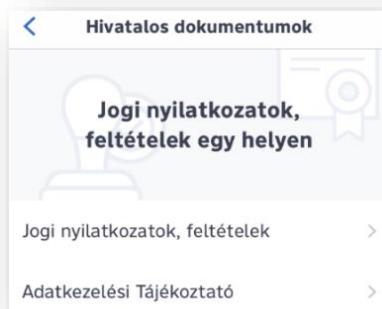 Hivatalos dokumentumok
Jogi nyilatkozatok,
feltételek egy helyen
Jogi nyilatkozatok, feltételek
Adatkezelési Tájékoztató